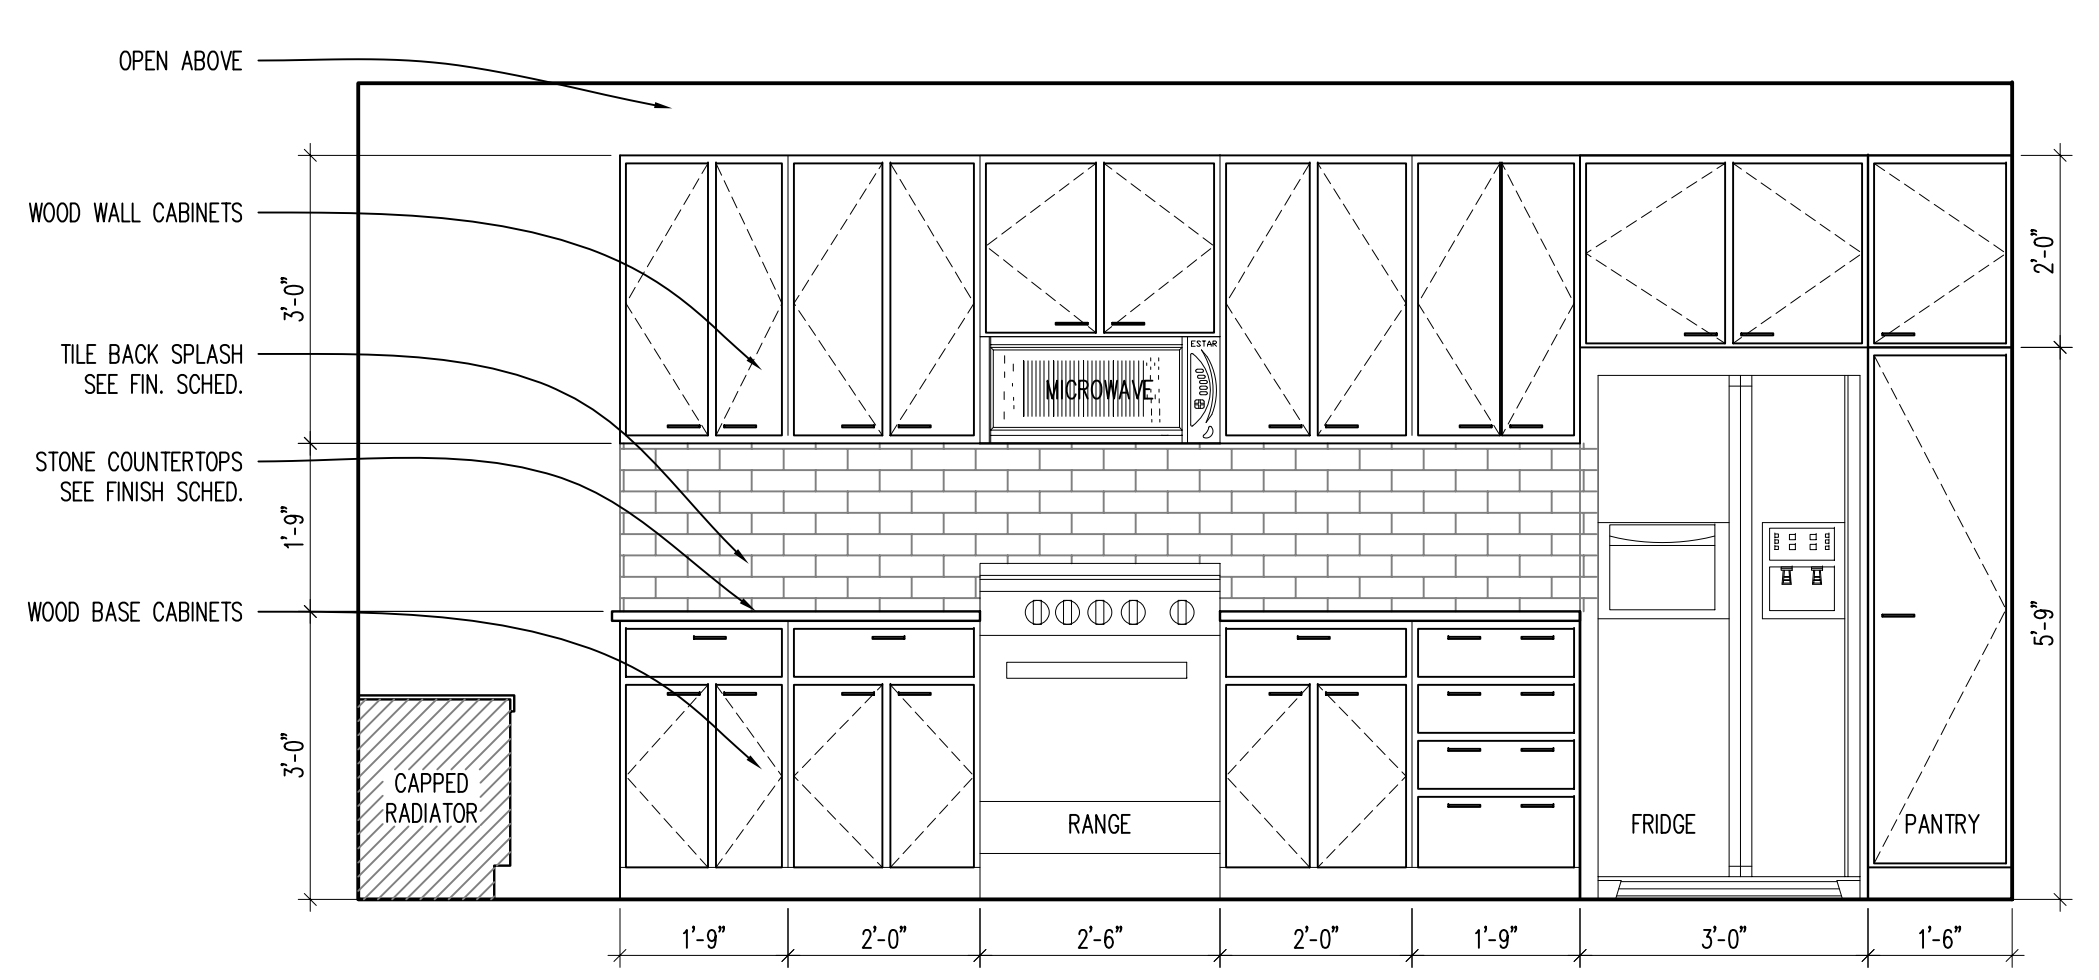 OPEN ABOVE
WOOD WALL CABINETS
2'-0"
3'-0"
TILE BACK SPLASH
SEE FIN. SCHED.
ESTAR
MICROWAVE
STONE COUNTERTOPS
SEE FINISH SCHED.
1'-9"
WOOD BASE CABINETS
5'-9"
3'-0"
CAPPED
RADIATOR
RANGE
FRIDGE
PANTRY
1'-9"
2'-0"
2'-6"
2'-0"
1'-9"
3'-0"
1'-6"